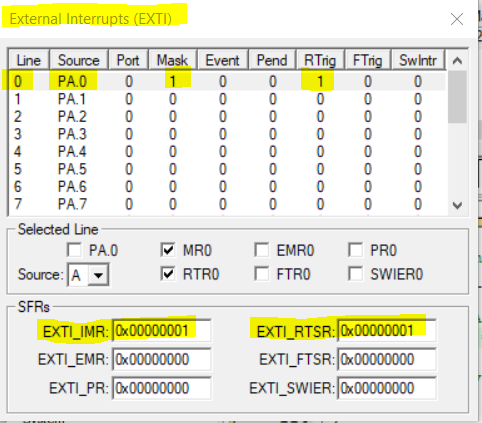 External Interrupts (EXTI)
Line Source Port Mask Event Pend RTrig FTrig SwIntr
0 PA.0 0 1 0 0 1 0 0
1 PA.1 0 0 0 0 0 0 0
2 PA.2 0 0 0 0 0 0 0
3 PA.3 0 0 0 0 0 0 0
4 PA.4 0 0 0 0 0 0 0
5 PA.5 0 0 0 0 0 0 0
6 PA.6 0 0 0 0 0 0 0
7 PA.7 0 0 0 0 0 0 0
Selected Line
PA.0 MR0 EMR0 PR0
Source: A RTR0 FTR0 SWIER0
SFRs
EXTI_IMR: 0x00000001 EXTI_RTSR: 0x00000001
EXTI_EMR: 0x00000000 EXTI_FTSR: 0x00000000
EXTI_PR: 0x00000000 EXTI_SWIER: 0x00000000